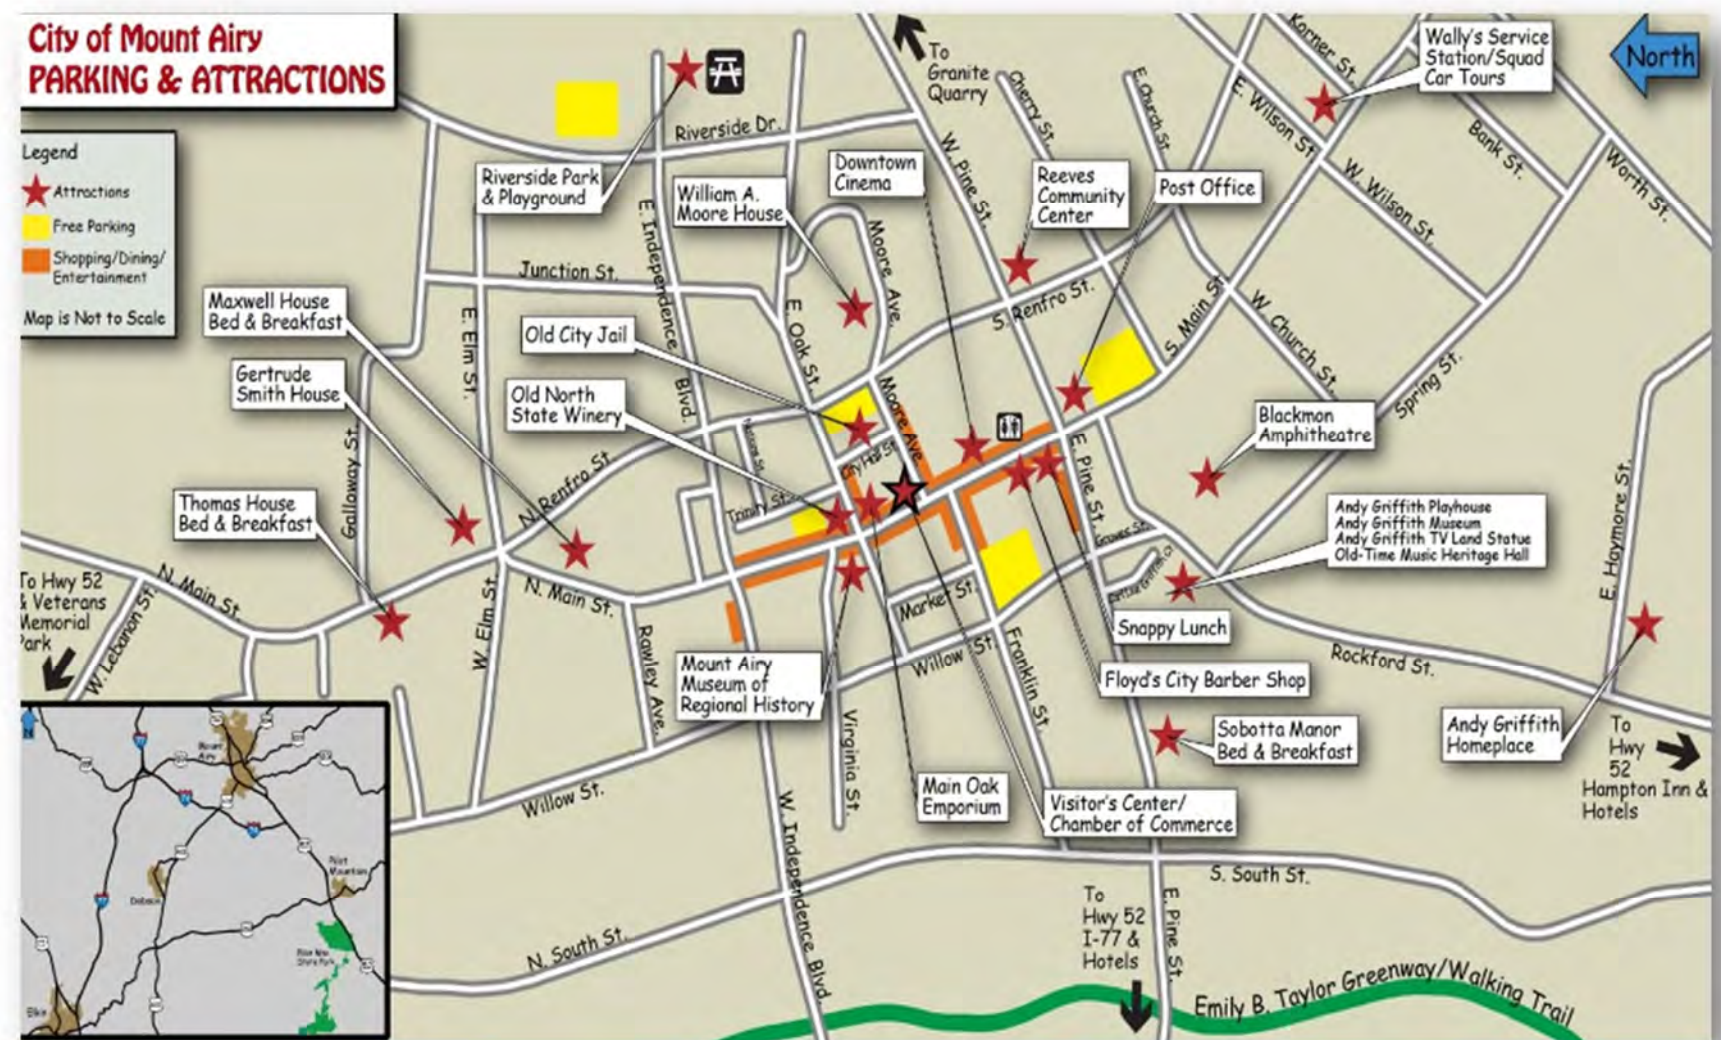 City of Mount Airy
PARKING & ATTRACTIONS
Legend
Attractions
Free Parking
Shopping/Dining/
Entertainment
Map is Not to Scale
North
To
Granite
Quarry
Korner St.
Wally's Service
Station/Squad
Car Tours
Cherry St.
E. Church St.
E. Wilson St.
Bank St.
Worth St.
W. Wilson St.
Riverside Dr.
W. Pine St.
Riverside Park
& Playground
William A.
Moore House
Downtown
Cinema
Reeves
Community
Center
Post Office
E. Independence
Blvd.
Junction St.
Moore Ave.
S. Renfro St.
S. Main St.
W. Church St.
Spring St.
Maxwell House
Bed & Breakfast
Old City Jail
E. Oak St.
E. Elm St.
Gertrude
Smith House
Old North
State Winery
Moore Ave.
City Hall St.
Blackmon
Amphitheatre
Galloway St.
N. Renfro St.
Trinity St.
E. Pine St.
Graves St.
Thomas House
Bed & Breakfast
Andy Griffith Playhouse
Andy Griffith Museum
Andy Griffith TV Land Statue
Old-Time Music Heritage Hall
E. Haymore St.
To Hwy 52
& Veterans
Memorial
Park
N. Main St.
W. Lebanon St.
W. Elm St.
N. Main St.
Rawley Ave.
Market St.
Willow St.
Snappy Lunch
Rockford St.
Mount Airy
Museum of
Regional History
Franklin St.
Floyd's City Barber Shop
Sobotta Manor
Bed & Breakfast
Andy Griffith
Homeplace
To
Hwy
52
Hampton Inn &
Hotels
Virginia St.
Main Oak
Emporium
Visitor's Center/
Chamber of Commerce
Willow St.
W. Independence Blvd.
S. South St.
N. South St.
To
Hwy 52
I-77 &
Hotels
E. Pine St.
Emily B. Taylor Greenway/Walking Trail
N
Mount
Airy
Pilot
Mountain
Dobson
Elkin